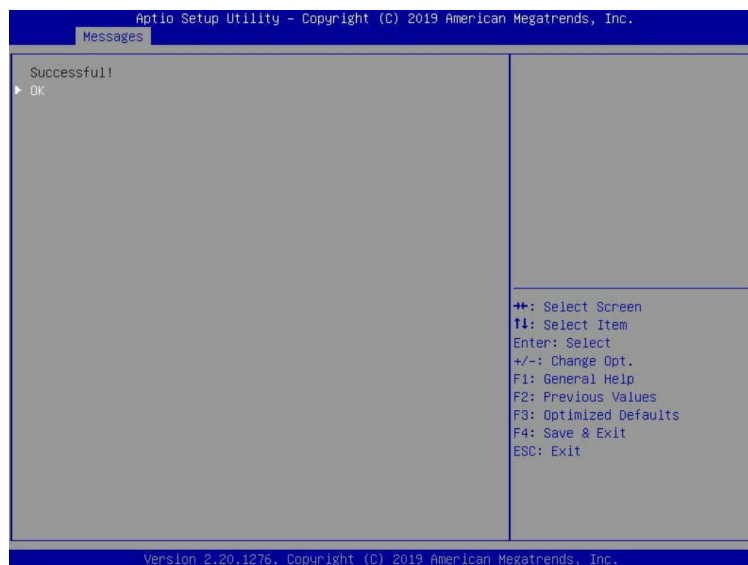 Aptio Setup Utility – Copyright (C) 2019 American Megatrends, Inc.
Messages
Successful!
▶ OK
→←: Select Screen
↑↓: Select Item
Enter: Select
+/-: Change Opt.
F1: General Help
F2: Previous Values
F3: Optimized Defaults
F4: Save & Exit
ESC: Exit
Version 2.20.1276. Copyright (C) 2019 American Megatrends, Inc.